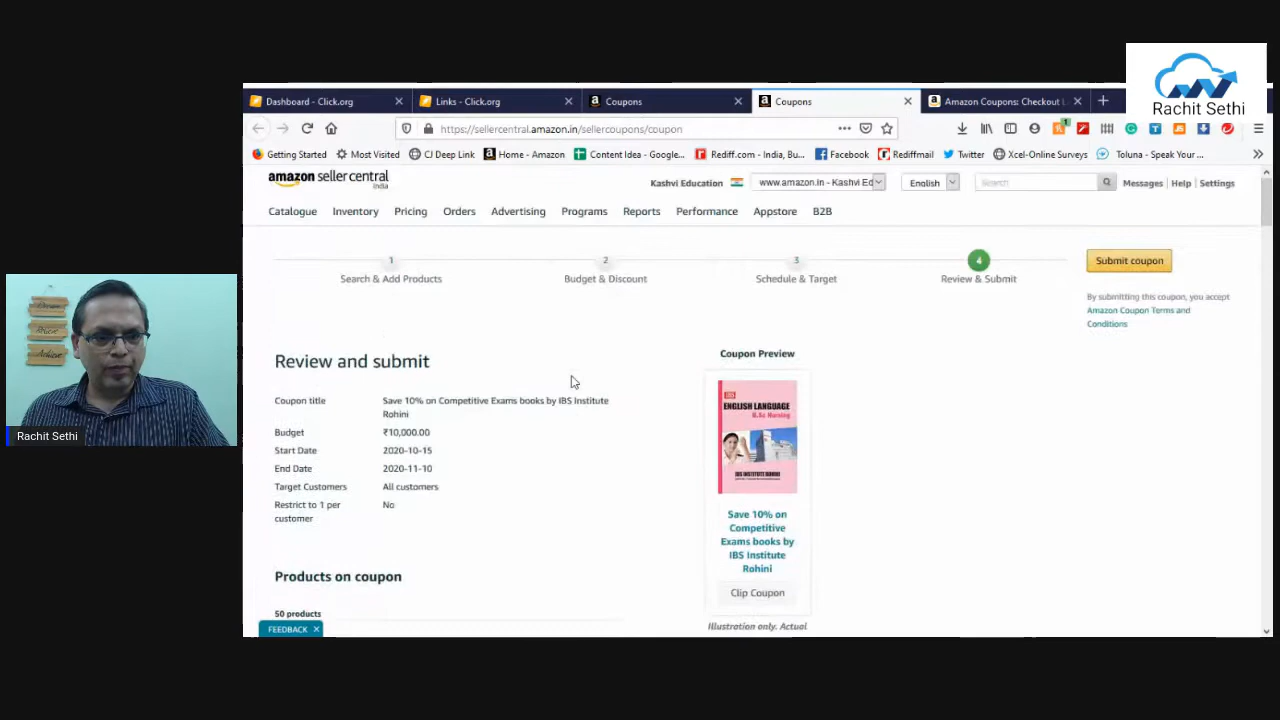 Rachit Sethi
Dashboard - Click.org
Links - Click.org
Coupons
Coupons
Amazon Coupons: Checkout L
https://sellercentral.amazon.in/sellercoupons/coupon
1
Getting Started
Most Visited
CJ Deep Link
Home - Amazon
Content Idea - Google...
Rediff.com - India, Bu...
Facebook
Rediffmail
Twitter
Xcel-Online Surveys
Toluna - Speak Your ...
amazon seller central
india
Kashvi Education
www.amazon.in - Kashvi Ed
English
Search
Messages | Help | Settings
Catalogue Inventory Pricing Orders Advertising Programs Reports Performance Appstore B2B
1
Search & Add Products
2
Budget & Discount
3
Schedule & Target
4
Review & Submit
Submit coupon
By submitting this coupon, you accept
Amazon Coupon Terms and
Conditions
Review and submit
Coupon title Save 10% on Competitive Exams books by IBS Institute
Rohini
Budget ₹10,000.00
Start Date 2020-10-15
End Date 2020-11-10
Target Customers All customers
Restrict to 1 per No
customer
Coupon Preview
IBS
ENGLISH LANGUAGE
B.Sc Nursing
IBS INSTITUTE ROHINI
Save 10% on
Competitive
Exams books by
IBS Institute
Rohini
Clip Coupon
Illustration only. Actual
Products on coupon
50 products
FEEDBACK
Rachit Sethi